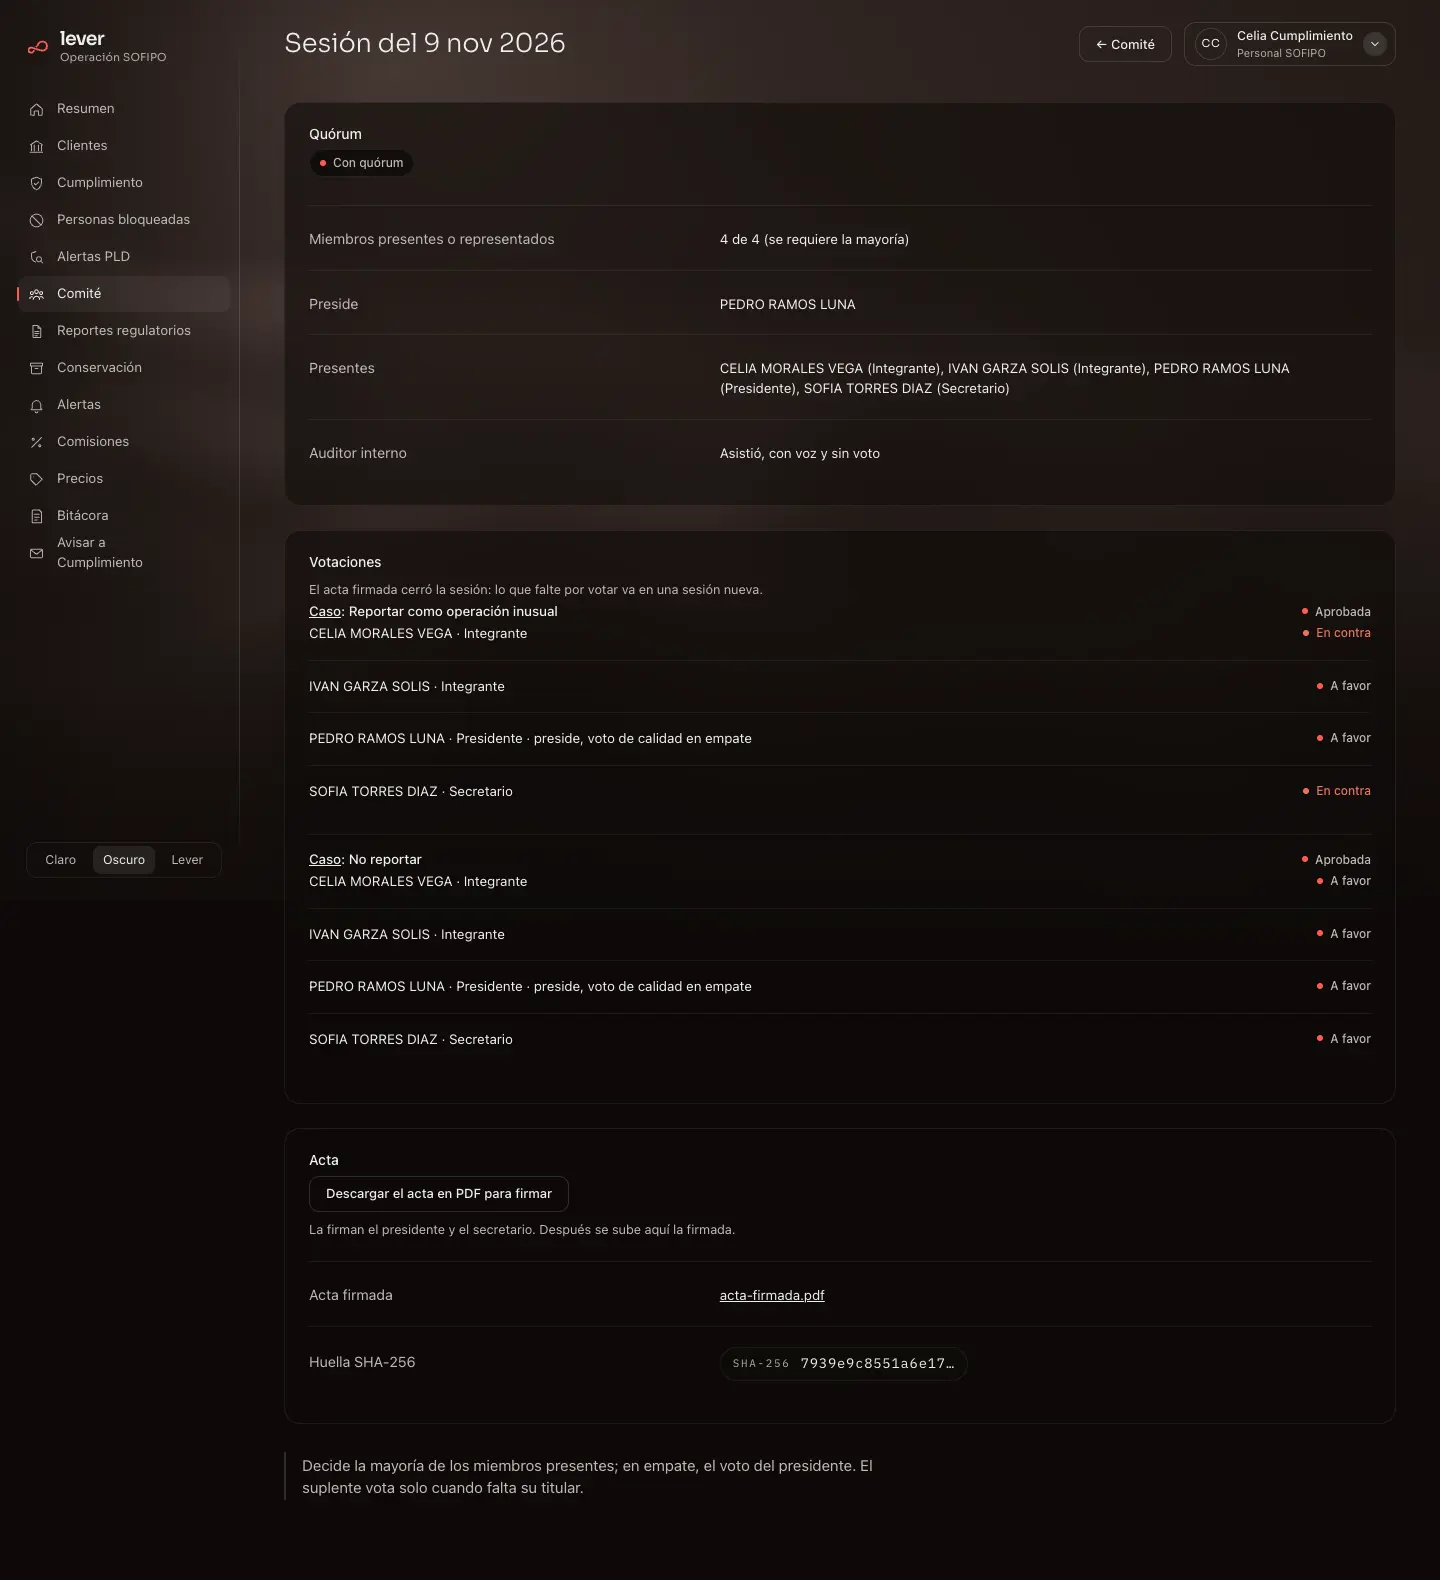 lever
Operación SOFIPO
Resumen
Clientes
Cumplimiento
Personas bloqueadas
Alertas PLD
Comité
Reportes regulatorios
Conservación
Alertas
Comisiones
Precios
Bitácora
Avisar a
Cumplimiento
Claro Oscuro Lever
Sesión del 9 nov 2026
← Comité
CC
Celia Cumplimiento
Personal SOFIPO
Quórum
Con quórum
Miembros presentes o representados 4 de 4 (se requiere la mayoría)
Preside PEDRO RAMOS LUNA
Presentes CELIA MORALES VEGA (Integrante), IVAN GARZA SOLIS (Integrante), PEDRO RAMOS LUNA
(Presidente), SOFIA TORRES DIAZ (Secretario)
Auditor interno Asistió, con voz y sin voto
Votaciones
El acta firmada cerró la sesión: lo que falte por votar va en una sesión nueva.
Caso: Reportar como operación inusual Aprobada
CELIA MORALES VEGA · Integrante En contra
IVAN GARZA SOLIS · Integrante A favor
PEDRO RAMOS LUNA · Presidente · preside, voto de calidad en empate A favor
SOFIA TORRES DIAZ · Secretario En contra
Caso: No reportar Aprobada
CELIA MORALES VEGA · Integrante A favor
IVAN GARZA SOLIS · Integrante A favor
PEDRO RAMOS LUNA · Presidente · preside, voto de calidad en empate A favor
SOFIA TORRES DIAZ · Secretario A favor
Acta
Descargar el acta en PDF para firmar
La firman el presidente y el secretario. Después se sube aquí la firmada.
Acta firmada acta-firmada.pdf
Huella SHA-256 SHA-256 7939e9c8551a6e17…
Decide la mayoría de los miembros presentes; en empate, el voto del presidente. El
suplente vota solo cuando falta su titular.